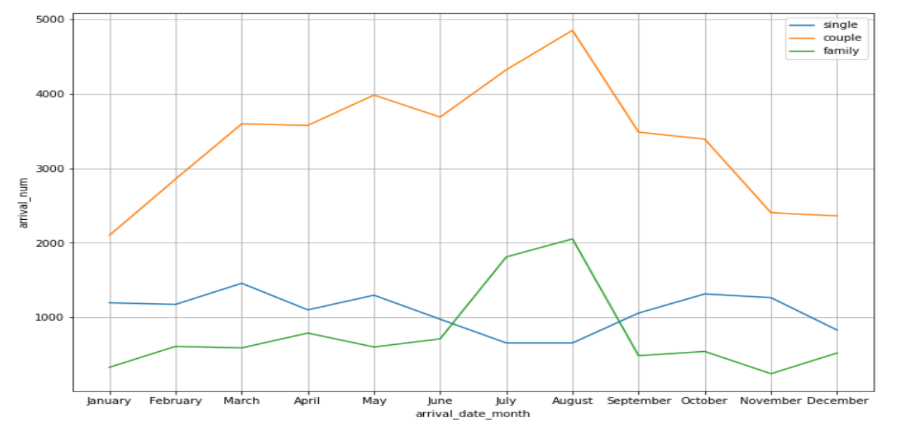 5000
4000
3000
2000
1000
arrival_num
single
couple
family
January February March April May June July August September October November December
arrival_date_month